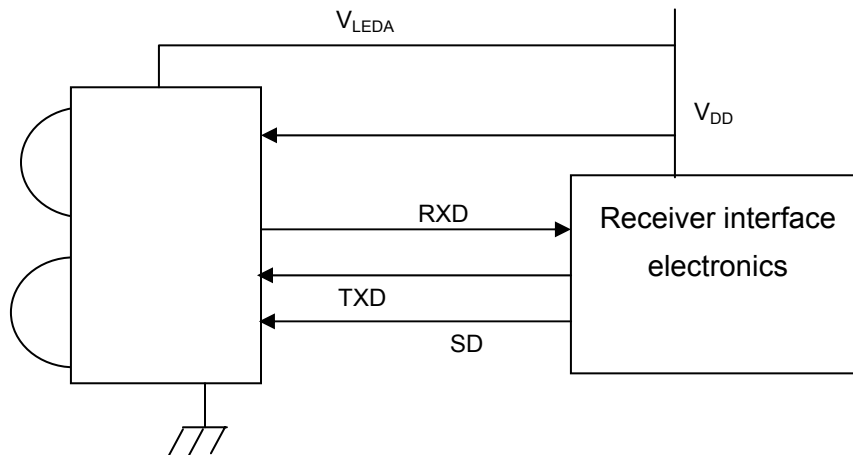 VLEDA
VDD
RXD
Receiver interface
electronics
TXD
SD